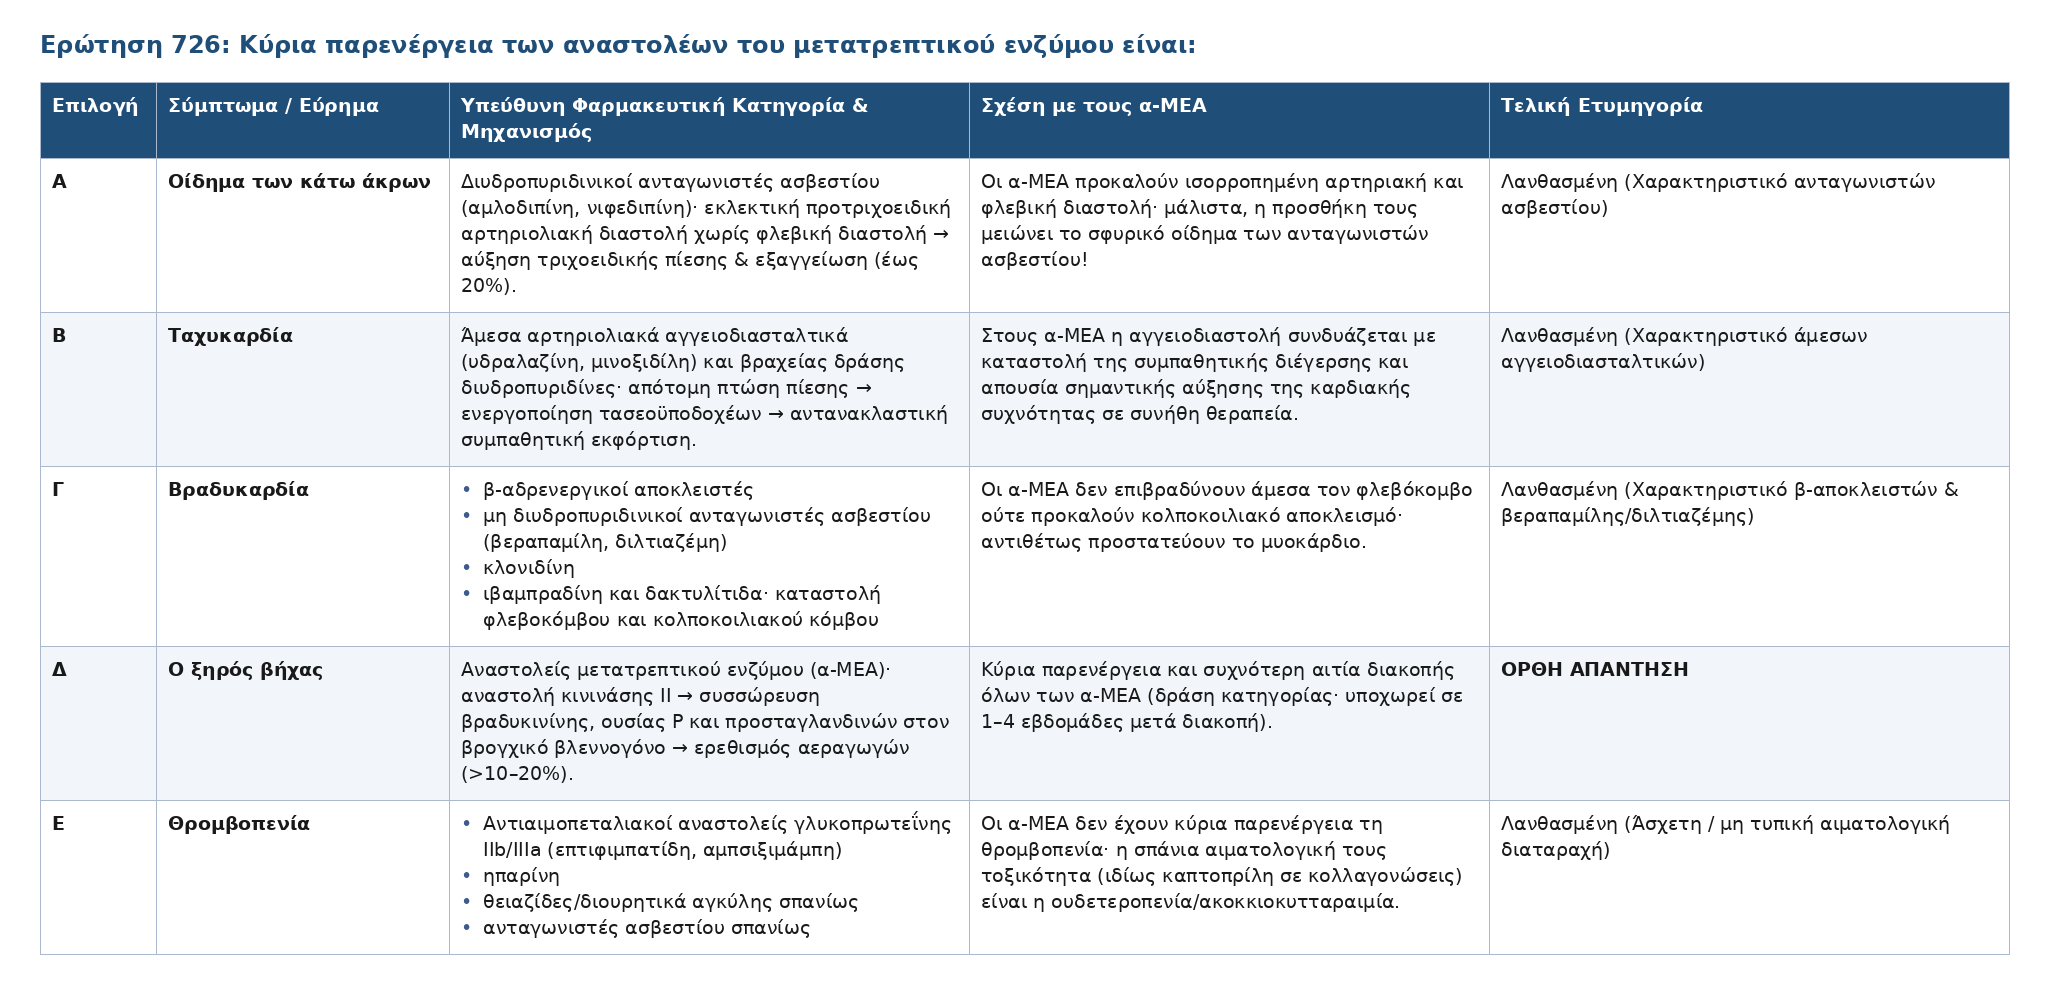 Ερώτηση 726: Κύρια παρενέργεια των αναστολέων του μετατρεπτικού ενζύμου είναι:
Επιλογή
Σύμπτωμα / Εύρημα
Υπεύθυνη Φαρμακευτική Κατηγορία &
Μηχανισμός
Σχέση με τους α-ΜΕΑ
Τελική Ετυμηγορία
Α
Οίδημα των κάτω άκρων
Διυδροπυριδινικοί ανταγωνιστές ασβεστίου
(αμλοδιπίνη, νιφεδιπίνη)· εκλεκτική προτριχοειδική
αρτηριολιακή διαστολή χωρίς φλεβική διαστολή →
αύξηση τριχοειδικής πίεσης & εξαγγείωση (έως
20%).
Οι α-ΜΕΑ προκαλούν ισορροπημένη αρτηριακή και
φλεβική διαστολή· μάλιστα, η προσθήκη τους
μειώνει το σφυρικό οίδημα των ανταγωνιστών
ασβεστίου!
Λανθασμένη (Χαρακτηριστικό ανταγωνιστών
ασβεστίου)
Β
Ταχυκαρδία
Άμεσα αρτηριολιακά αγγειοδιασταλτικά
(υδραλαζίνη, μινοξιδίλη) και βραχείας δράσης
διυδροπυριδίνες· απότομη πτώση πίεσης →
ενεργοποίηση τασεοϋποδοχέων → αντανακλαστική
συμπαθητική εκφόρτιση.
Στους α-ΜΕΑ η αγγειοδιαστολή συνδυάζεται με
καταστολή της συμπαθητικής διέγερσης και
απουσία σημαντικής αύξησης της καρδιακής
συχνότητας σε συνήθη θεραπεία.
Λανθασμένη (Χαρακτηριστικό άμεσων
αγγειοδιασταλτικών)
Γ
Βραδυκαρδία
• β-αδρενεργικοί αποκλειστές
• μη διυδροπυριδινικοί ανταγωνιστές ασβεστίου
(βεραπαμίλη, διλτιαζέμη)
• κλονιδίνη
• ιβαμπραδίνη και δακτυλίτιδα· καταστολή
φλεβοκόμβου και κολποκοιλιακού κόμβου
Οι α-ΜΕΑ δεν επιβραδύνουν άμεσα τον φλεβόκομβο
ούτε προκαλούν κολποκοιλιακό αποκλεισμό·
αντιθέτως προστατεύουν το μυοκάρδιο.
Λανθασμένη (Χαρακτηριστικό β-αποκλειστών &
βεραπαμίλης/διλτιαζέμης)
Δ
Ο ξηρός βήχας
Αναστολείς μετατρεπτικού ενζύμου (α-ΜΕΑ)·
αναστολή κινινάσης ΙΙ → συσσώρευση
βραδυκινίνης, ουσίας Ρ και προσταγλανδινών στον
βρογχικό βλεννογόνο → ερεθισμός αεραγωγών
(>10–20%).
Κύρια παρενέργεια και συχνότερη αιτία διακοπής
όλων των α-ΜΕΑ (δράση κατηγορίας· υποχωρεί σε
1–4 εβδομάδες μετά διακοπή).
ΟΡΘΗ ΑΠΑΝΤΗΣΗ
Ε
Θρομβοπενία
• Αντιαιμοπεταλιακοί αναστολείς γλυκοπρωτεΐνης
IIb/IIIa (επτιφιμπατίδη, αμπσιξιμάμπη)
• ηπαρίνη
• θειαζίδες/διουρητικά αγκύλης σπανίως
• ανταγωνιστές ασβεστίου σπανίως
Οι α-ΜΕΑ δεν έχουν κύρια παρενέργεια τη
θρομβοπενία· η σπάνια αιματολογική τους
τοξικότητα (ιδίως καπτοπρίλη σε κολλαγονώσεις)
είναι η ουδετεροπενία/ακοκκιοκυτταραιμία.
Λανθασμένη (Άσχετη / μη τυπική αιματολογική
διαταραχή)